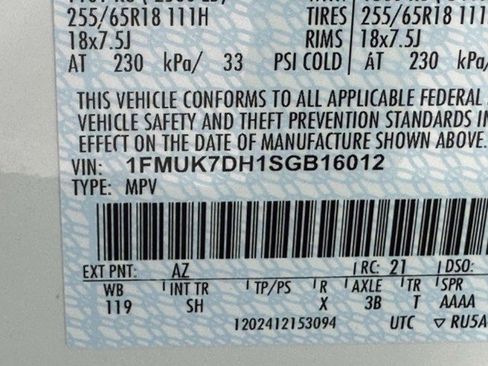 255/65R18 111H TIRES 255/65R18 111H
18x7.5J RIMS 18x7.5J
AT 230 kPa/ 33 PSI COLD AT 230 kPa/
THIS VEHICLE CONFORMS TO ALL APPLICABLE FEDERAL
VEHICLE SAFETY AND THEFT PREVENTION STANDARDS IN
EFFECT ON THE DATE OF MANUFACTURE SHOWN
VIN: 1FMUK7DH1SGB16012
TYPE: MPV
EXT PNT: AZ RC: 21 DSO:
WB INT TR TP/PS R AXLE TR SPR
119 SH X 3B T AAAA
1202412153094 UTC ▽ RU5A